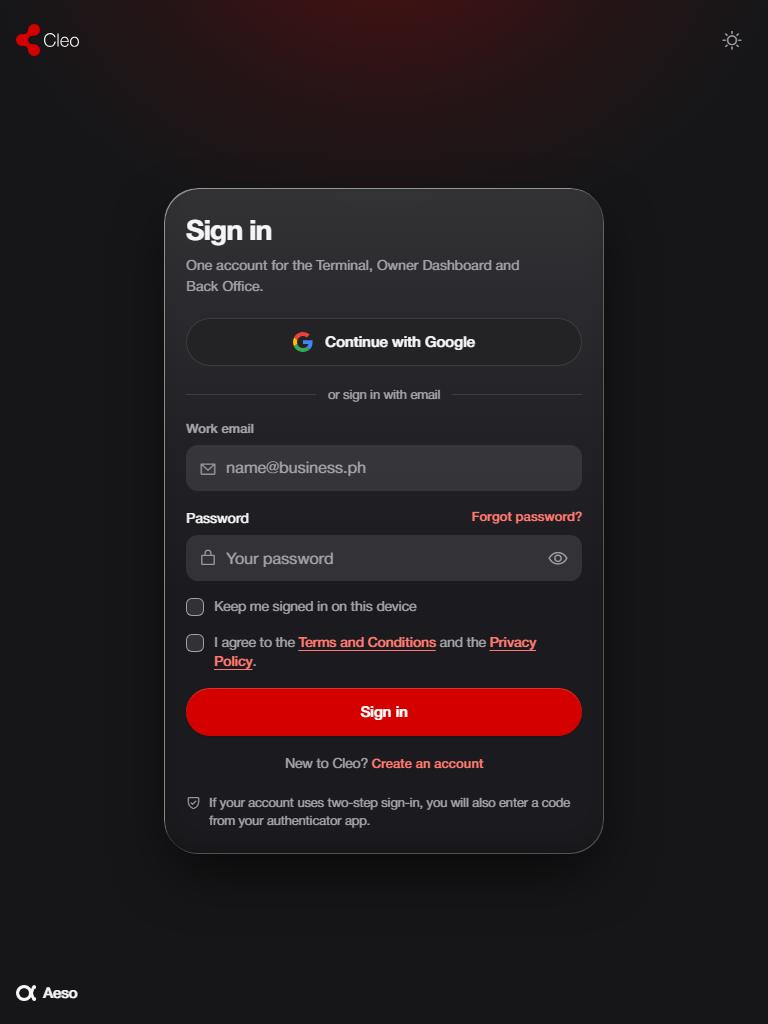 Cleo
Sign in
One account for the Terminal, Owner Dashboard and
Back Office.
Continue with Google
or sign in with email
Work email
name@business.ph
Password
Forgot password?
Your password
Keep me signed in on this device
I agree to the Terms and Conditions and the Privacy
Policy.
Sign in
New to Cleo? Create an account
If your account uses two-step sign-in, you will also enter a code
from your authenticator app.
Aeso